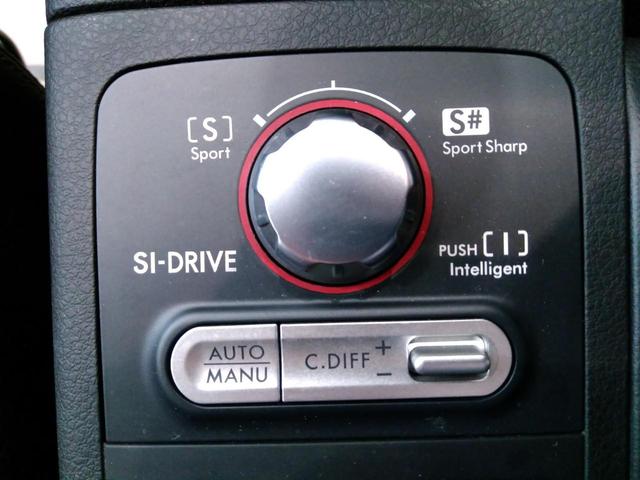 [S]
Sport
S#
Sport Sharp
SI-DRIVE
PUSH [I]
Intelligent
AUTO
MANU
C.DIFF + −